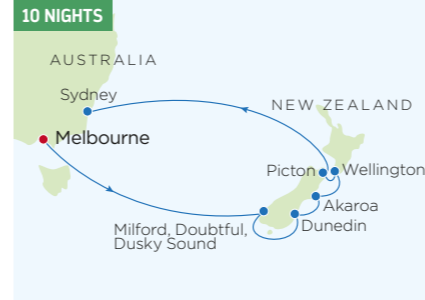 10 NIGHTS
AUSTRALIA
Sydney
NEW ZEALAND
Melbourne
Picton
Wellington
Akaroa
Milford, Doubtful,
Dusky Sound
Dunedin